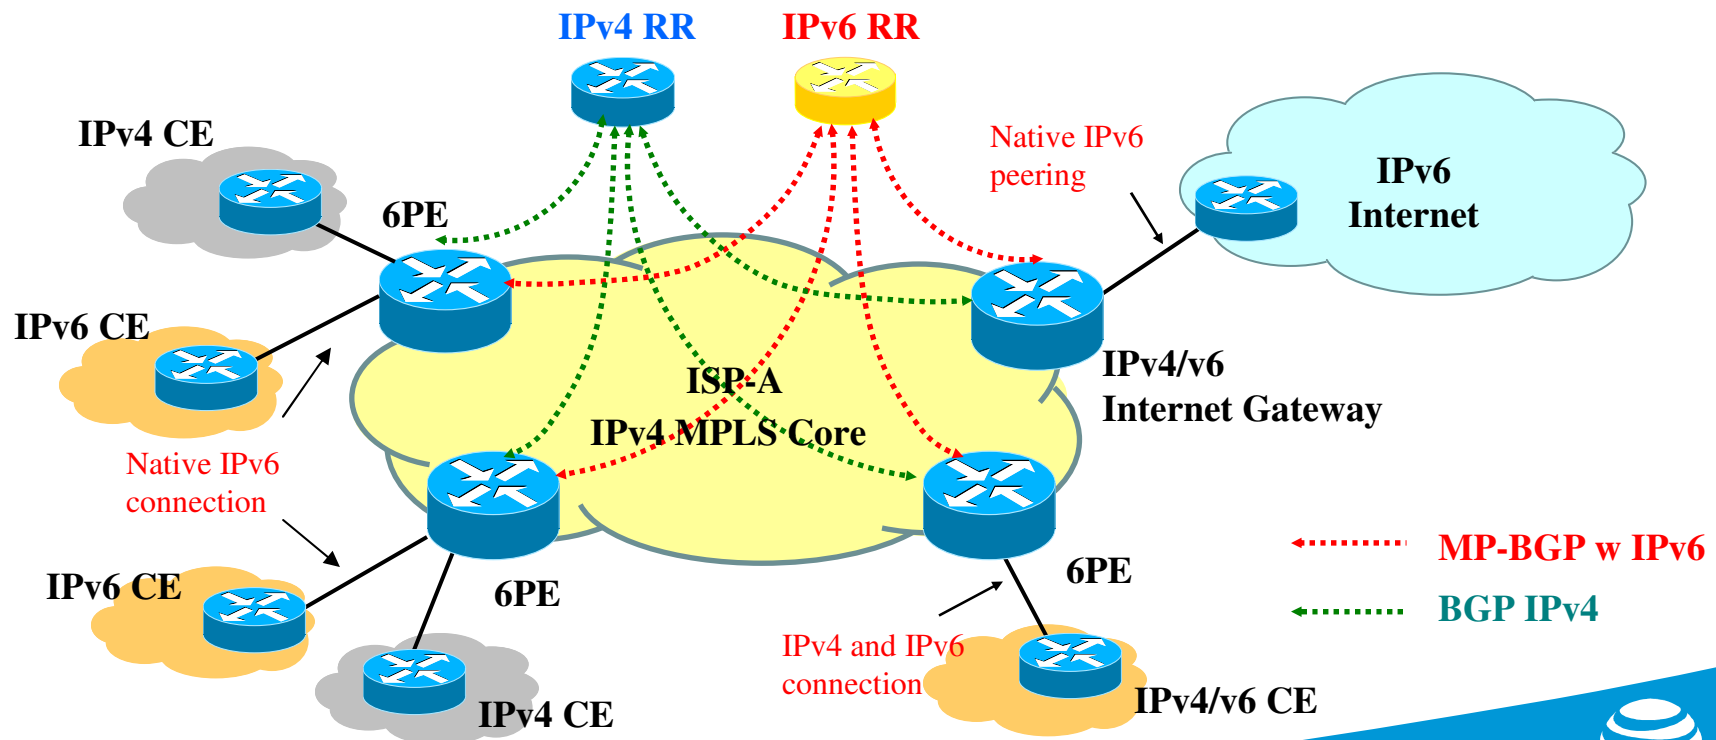 IPv4 RR
IPv6 RR
IPv4 CE
Native IPv6
peering
IPv6
Internet
6PE
IPv6 CE
IPv4/v6
Internet Gateway
ISP-A
IPv4 MPLS Core
Native IPv6
connection
MP-BGP w IPv6
6PE
IPv6 CE
6PE
BGP IPv4
IPv4 and IPv6
connection
IPv4 CE
IPv4/v6 CE